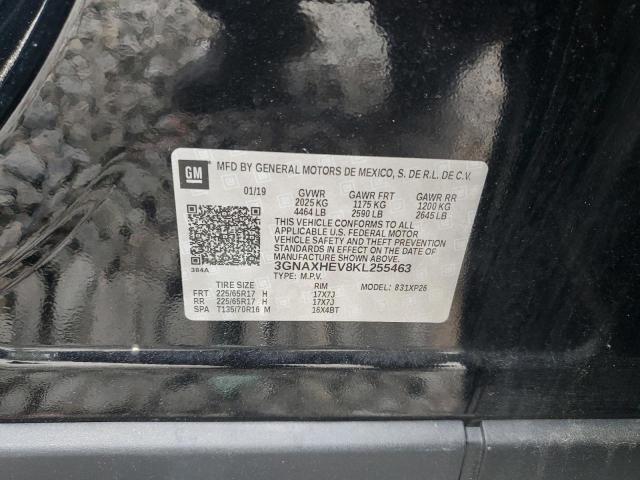 GM
MFD BY GENERAL MOTORS DE MEXICO, S. DE R.L. DE C.V.
01/19 GVWR GAWR FRT GAWR RR
2025 KG 1175 KG 1200 KG
4464 LB 2590 LB 2645 LB
THIS VEHICLE CONFORMS TO ALL
APPLICABLE U.S. FEDERAL MOTOR
VEHICLE SAFETY AND THEFT PREVENTION
STANDARDS IN EFFECT ON THE DATE OF
MANUFACTURE SHOWN ABOVE.
384A
3GNAXHEV8KL255463
TYPE: M.P.V. MODEL: 831XP26
TIRE SIZE RIM
FRT 225/65R17 H 17X7J
RR 225/65R17 H 17X7J
SPA T135/70R16 M 16X4BT